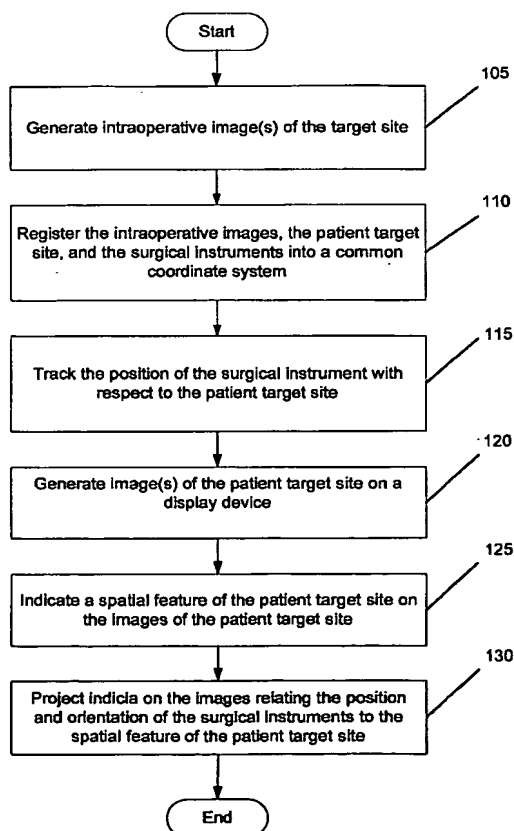 Start
105
Generate intraoperative image(s) of the target site
110
Register the intraoperative images, the patient target
site, and the surgical instruments into a common
coordinate system
115
Track the position of the surgical instrument with
respect to the patient target site
120
Generate image(s) of the patient target site on a
display device
125
Indicate a spatial feature of the patient target site on
the images of the patient target site
130
Project indicia on the images relating the position
and orientation of the surgical instruments to the
spatial feature of the patient target site
End